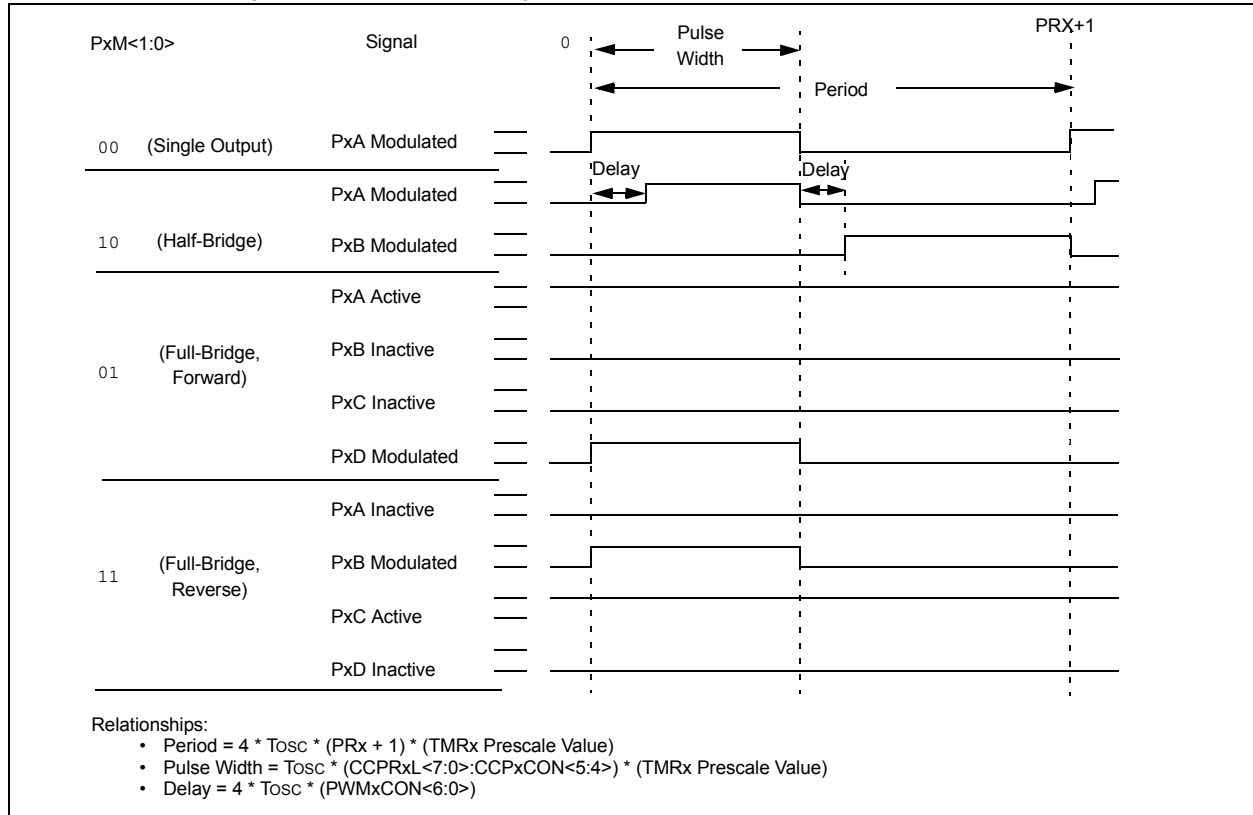 PxM<1:0>
Signal
0
Pulse
Width
PRX+1
Period
00
(Single Output)
PxA Modulated
Delay
Delay
10
(Half-Bridge)
PxA Modulated
PxB Modulated
01
(Full-Bridge,
Forward)
PxA Active
PxB Inactive
PxC Inactive
PxD Modulated
11
(Full-Bridge,
Reverse)
PxA Inactive
PxB Modulated
PxC Active
PxD Inactive
Relationships:
• Period = 4 * TOSC * (PRx + 1) * (TMRx Prescale Value)
• Pulse Width = TOSC * (CCPRxL<7:0>:CCPxCON<5:4>) * (TMRx Prescale Value)
• Delay = 4 * TOSC * (PWMxCON<6:0>)